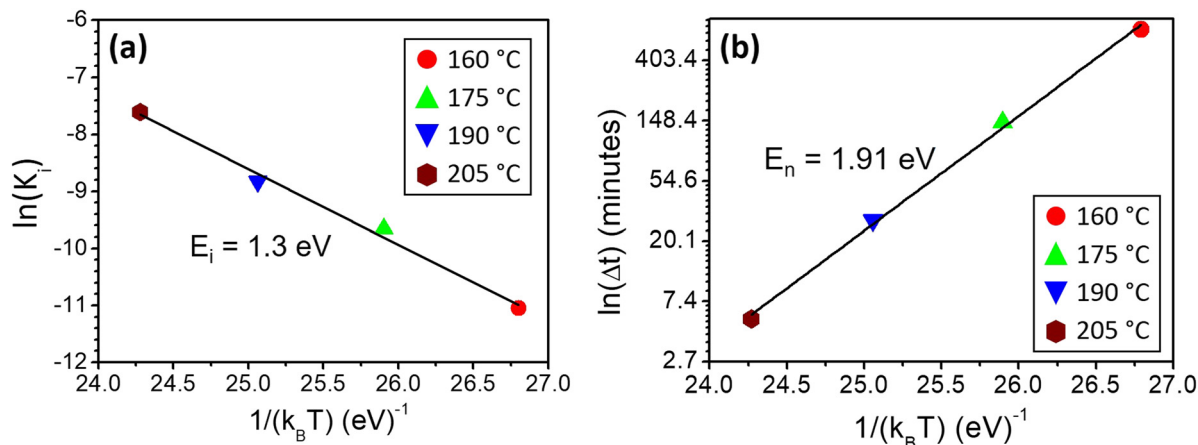 (a)
-6
-7
-8
-9
-10
-11
-12
ln(K_i)
160 °C
175 °C
190 °C
205 °C
E_i = 1.3 eV
24.0 24.5 25.0 25.5 26.0 26.5 27.0
1/(k_BT) (eV)^-1
(b)
403.4
148.4
54.6
20.1
7.4
2.7
ln(Δt) (minutes)
E_n = 1.91 eV
160 °C
175 °C
190 °C
205 °C
24.0 24.5 25.0 25.5 26.0 26.5 27.0
1/(k_BT) (eV)^-1